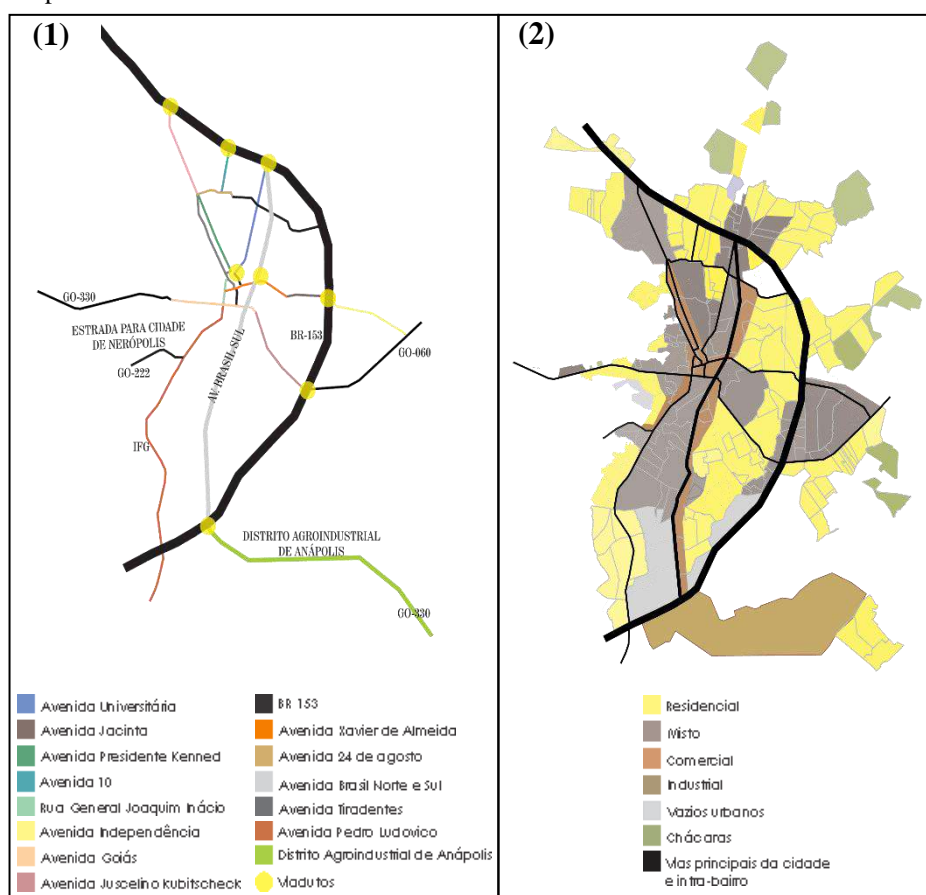 (1)
GO-330
ESTRADA PARA CIDADE
DE NERÓPOLIS
GO-222
IFG
AV BRASIL SUL
BR-153
GO-060
DISTRITO AGROINDUSTRIAL
DE ANÁPOLIS
GO-330
Avenida Universitária
Avenida Jacinta
Avenida Presidente Kenned
Avenida 10
Rua General Joaquim Inácio
Avenida Independência
Avenida Goiás
Avenida Juscelino Kubitscheck
BR 153
Avenida Xavier de Almeida
Avenida 24 de agosto
Avenida Brasil Norte e Sul
Avenida Tiradentes
Avenida Pedro Ludovico
Distrito Agroindustrial de Anápolis
Viadutos
(2)
Residencial
Misto
Comercial
Industrial
Vazios urbanos
Chácaras
Vias principais da cidade
e intra-bairro